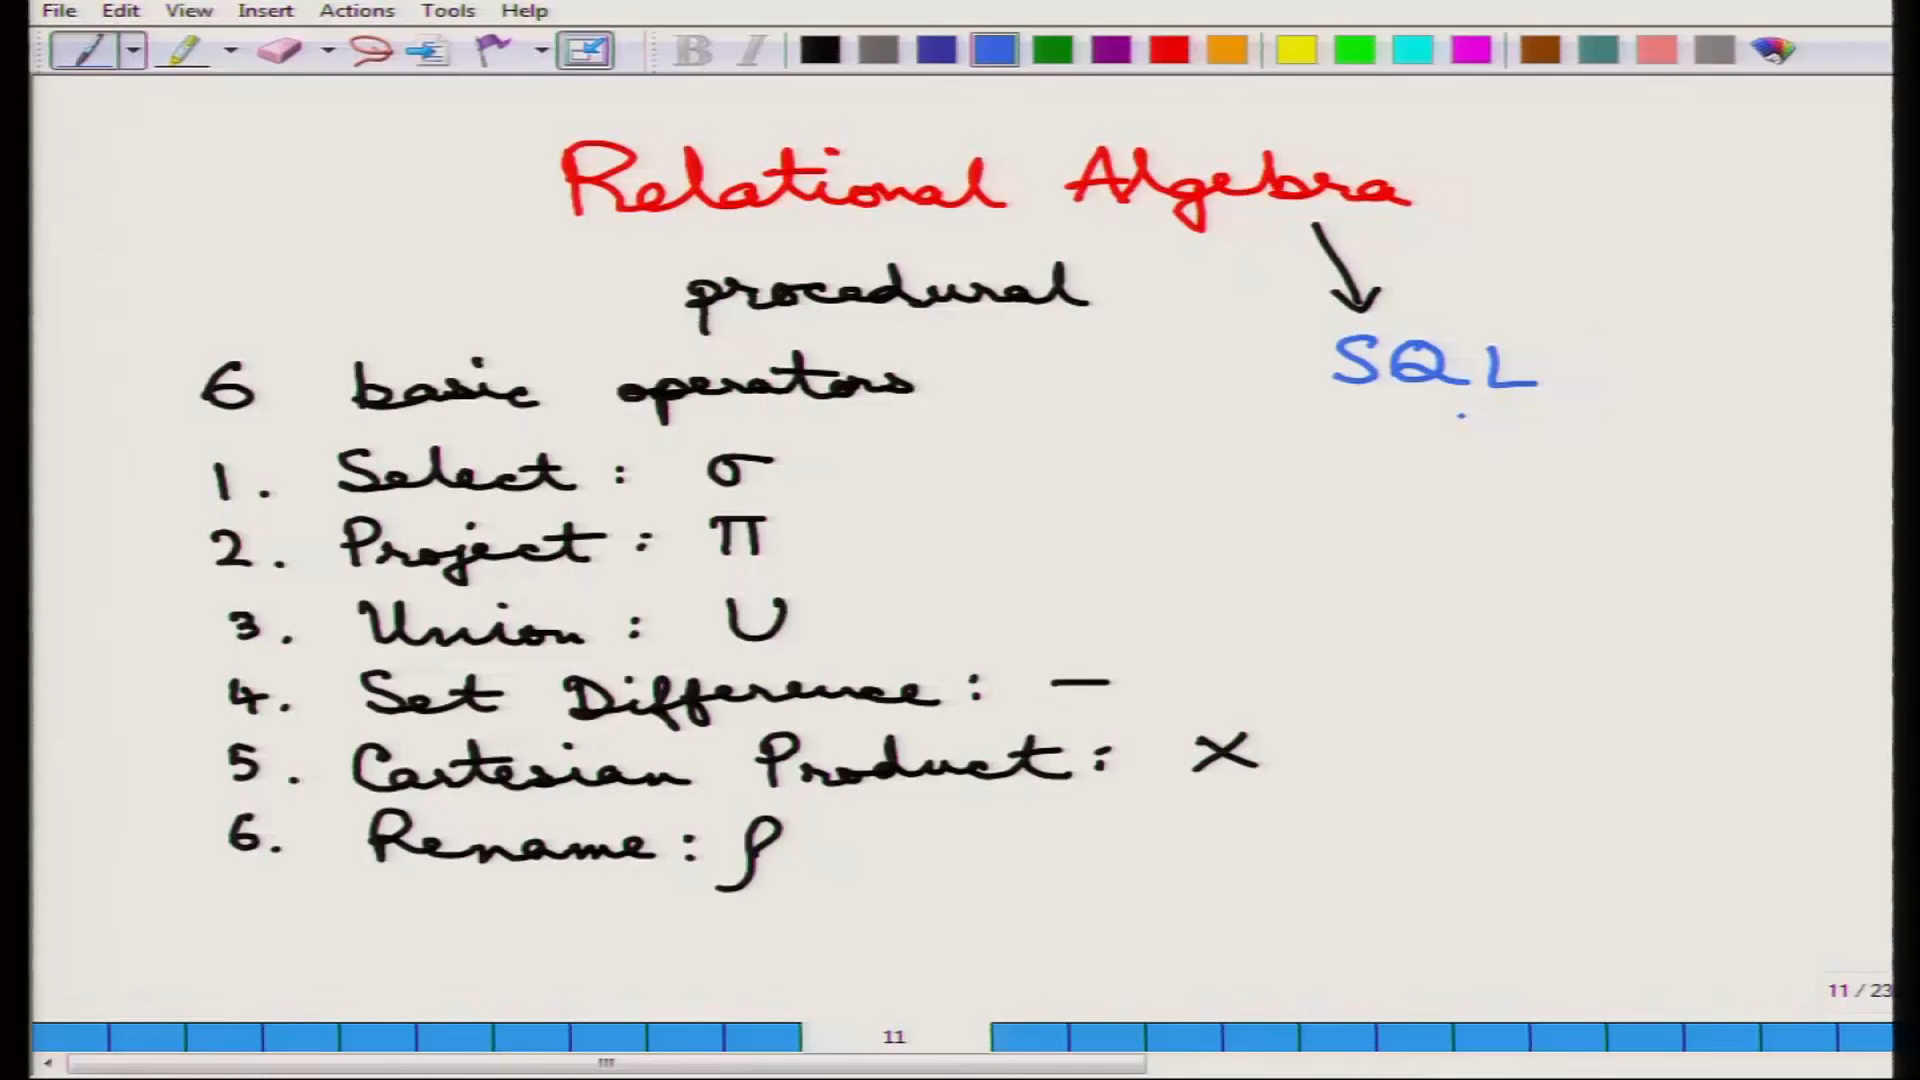 File Edit View Insert Actions Tools Help
B I
Relational Algebra
procedural
SQL
6 basic operators
1. Select : σ
2. Project : Π
3. Union : ∪
4. Set Difference : −
5. Cartesian Product : ×
6. Rename : ρ
11 / 23
11